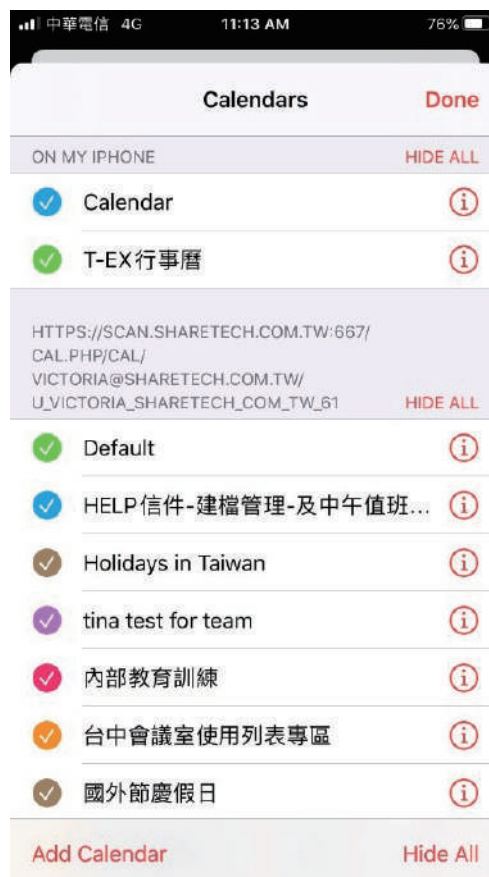 中華電信 4G 11:13 AM 76%
Calendars Done
ON MY IPHONE HIDE ALL
Calendar
T-EX行事曆
HTTPS://SCAN.SHARETECH.COM.TW:667/
CAL.PHP/CAL/
VICTORIA@SHARETECH.COM.TW/
U_VICTORIA_SHARETECH_COM_TW_61 HIDE ALL
Default
HELP信件-建檔管理-及中午值班...
Holidays in Taiwan
tina test for team
內部教育訓練
台中會議室使用列表專區
國外節慶假日
Add Calendar Hide All